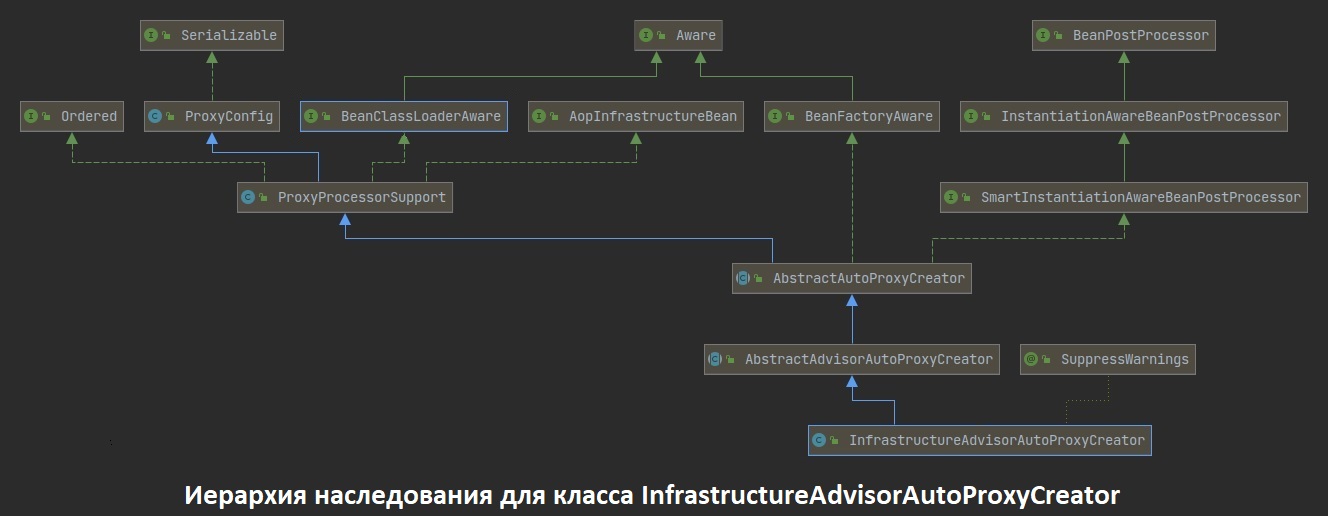 Serializable
Aware
BeanPostProcessor
Ordered
ProxyConfig
BeanClassLoaderAware
AopInfrastructureBean
BeanFactoryAware
InstantiationAwareBeanPostProcessor
ProxyProcessorSupport
SmartInstantiationAwareBeanPostProcessor
AbstractAutoProxyCreator
AbstractAdvisorAutoProxyCreator
SuppressWarnings
InfrastructureAdvisorAutoProxyCreator
Иерархия наследования для класса InfrastructureAdvisorAutoProxyCreator